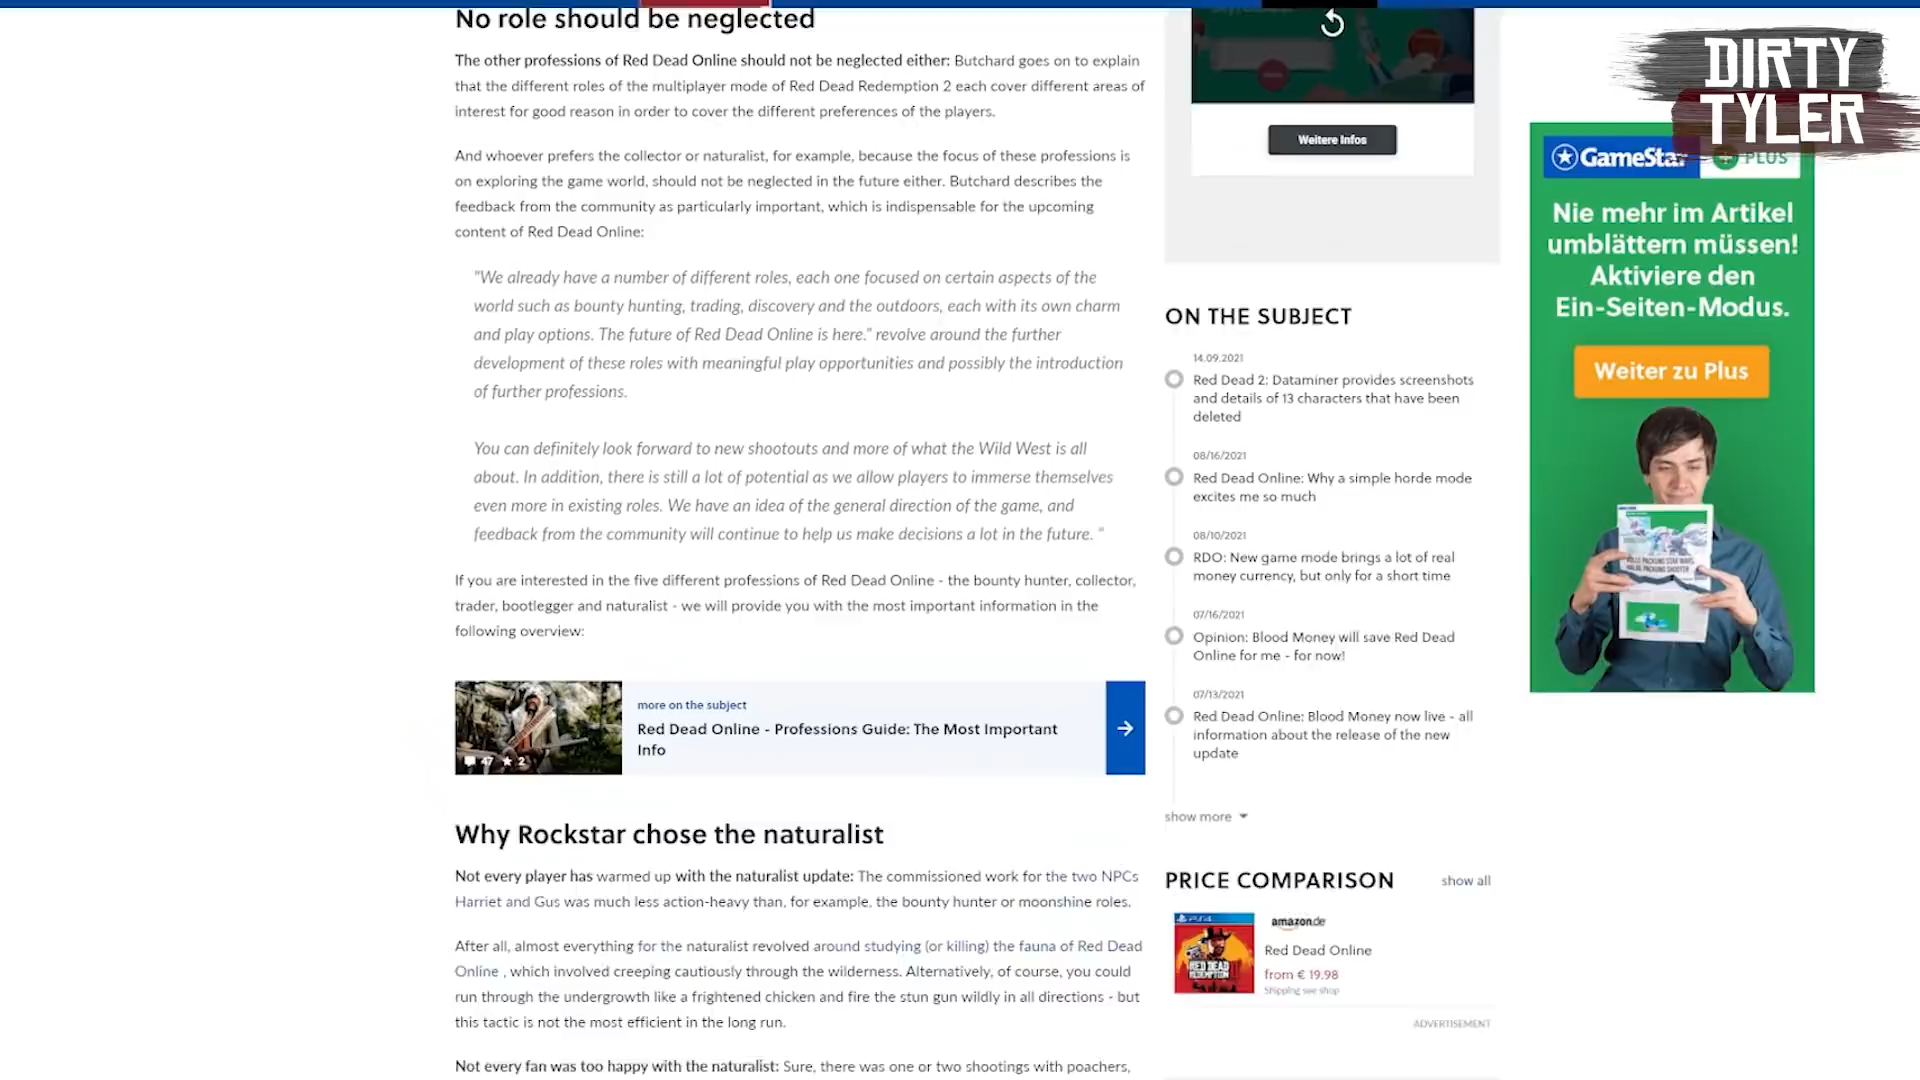 No role should be neglected
The other professions of Red Dead Online should not be neglected either: Butchard goes on to explain
that the different roles of the multiplayer mode of Red Dead Redemption 2 each cover different areas of
interest for good reason in order to cover the different preferences of the players.
And whoever prefers the collector or naturalist, for example, because the focus of these professions is
on exploring the game world, should not be neglected in the future either. Butchard describes the
feedback from the community as particularly important, which is indispensable for the upcoming
content of Red Dead Online:
"We already have a number of different roles, each one focused on certain aspects of the
world such as bounty hunting, trading, discovery and the outdoors, each with its own charm
and play options. The future of Red Dead Online is here." revolve around the further
development of these roles with meaningful play opportunities and possibly the introduction
of further professions.
You can definitely look forward to new shootouts and more of what the Wild West is all
about. In addition, there is still a lot of potential as we allow players to immerse themselves
even more in existing roles. We have an idea of the general direction of the game, and
feedback from the community will continue to help us make decisions a lot in the future. "
If you are interested in the five different professions of Red Dead Online - the bounty hunter, collector,
trader, bootlegger and naturalist - we will provide you with the most important information in the
following overview:
47 2
more on the subject
Red Dead Online - Professions Guide: The Most Important
Info
Why Rockstar chose the naturalist
Not every player has warmed up with the naturalist update: The commissioned work for the two NPCs
Harriet and Gus was much less action-heavy than, for example, the bounty hunter or moonshine roles.
After all, almost everything for the naturalist revolved around studying (or killing) the fauna of Red Dead
Online , which involved creeping cautiously through the wilderness. Alternatively, of course, you could
run through the undergrowth like a frightened chicken and fire the stun gun wildly in all directions - but
this tactic is not the most efficient in the long run.
Not every fan was too happy with the naturalist: Sure, there was one or two shootings with poachers,
Weitere Infos
ON THE SUBJECT
14.09.2021
Red Dead 2: Dataminer provides screenshots
and details of 13 characters that have been
deleted
08/16/2021
Red Dead Online: Why a simple horde mode
excites me so much
08/10/2021
RDO: New game mode brings a lot of real
money currency, but only for a short time
07/16/2021
Opinion: Blood Money will save Red Dead
Online for me - for now!
07/13/2021
Red Dead Online: Blood Money now live - all
information about the release of the new
update
show more
PRICE COMPARISON
show all
PS4
RED DEAD
REDEMPTION
amazon.de
Red Dead Online
from € 19.98
Shipping see shop
ADVERTISEMENT
DIRTY
TYLER
GameStar PLUS
Nie mehr im Artikel
umblättern müssen!
Aktiviere den
Ein-Seiten-Modus.
Weiter zu Plus